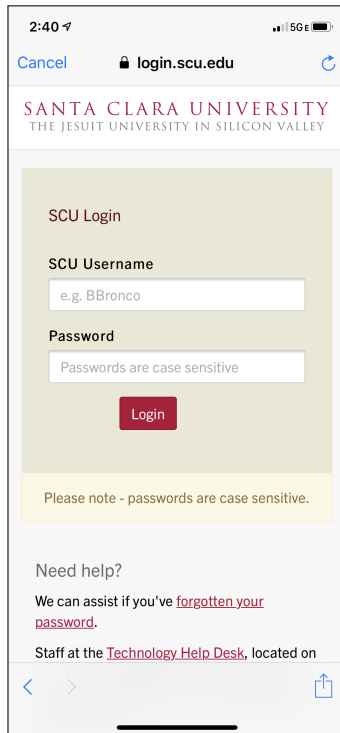 2:40
5GE
Cancel
login.scu.edu
SANTA CLARA UNIVERSITY
THE JESUIT UNIVERSITY IN SILICON VALLEY
SCU Login
SCU Username
e.g. BBronco
Password
Passwords are case sensitive
Login
Please note - passwords are case sensitive.
Need help?
We can assist if you've forgotten your
password.
Staff at the Technology Help Desk, located on